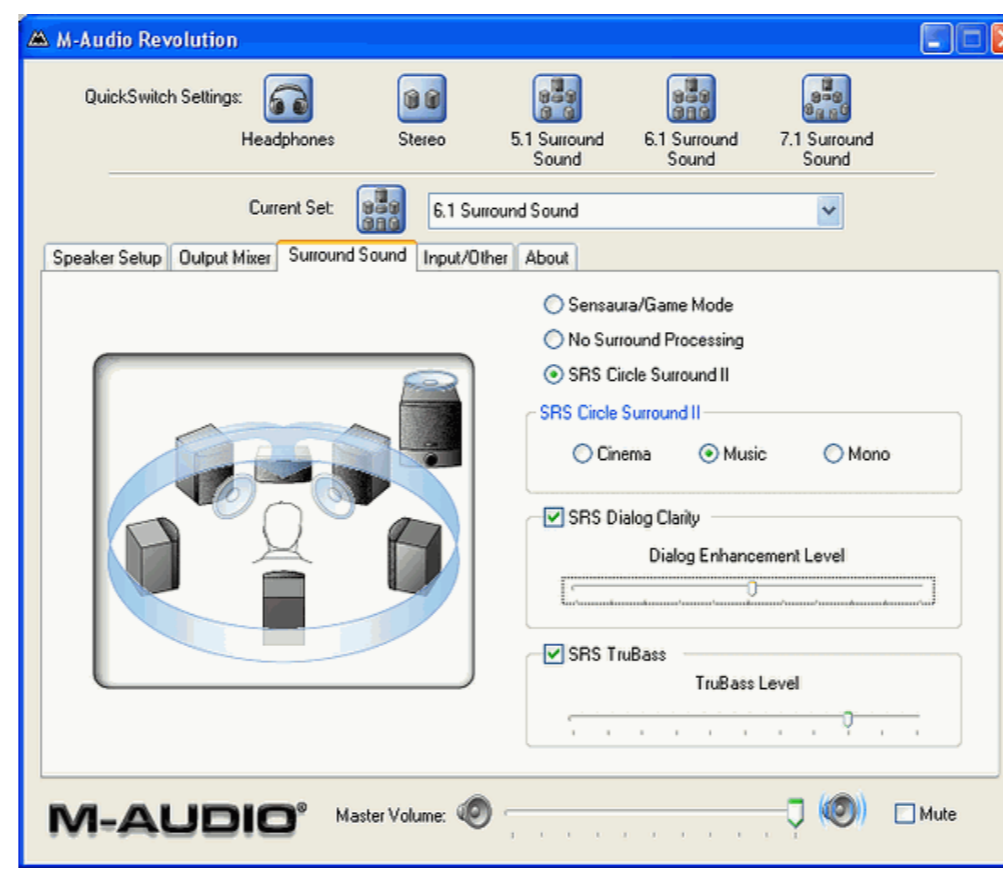 M-Audio Revolution
QuickSwitch Settings:
Headphones
Stereo
5.1 Surround
Sound
6.1 Surround
Sound
7.1 Surround
Sound
Current Set:
6.1 Surround Sound
Speaker Setup
Output Mixer
Surround Sound
Input/Other
About
Sensaura/Game Mode
No Surround Processing
SRS Circle Surround II
SRS Circle Surround II
Cinema
Music
Mono
SRS Dialog Clarity
Dialog Enhancement Level
SRS TruBass
TruBass Level
M-AUDIO®
Master Volume:
Mute